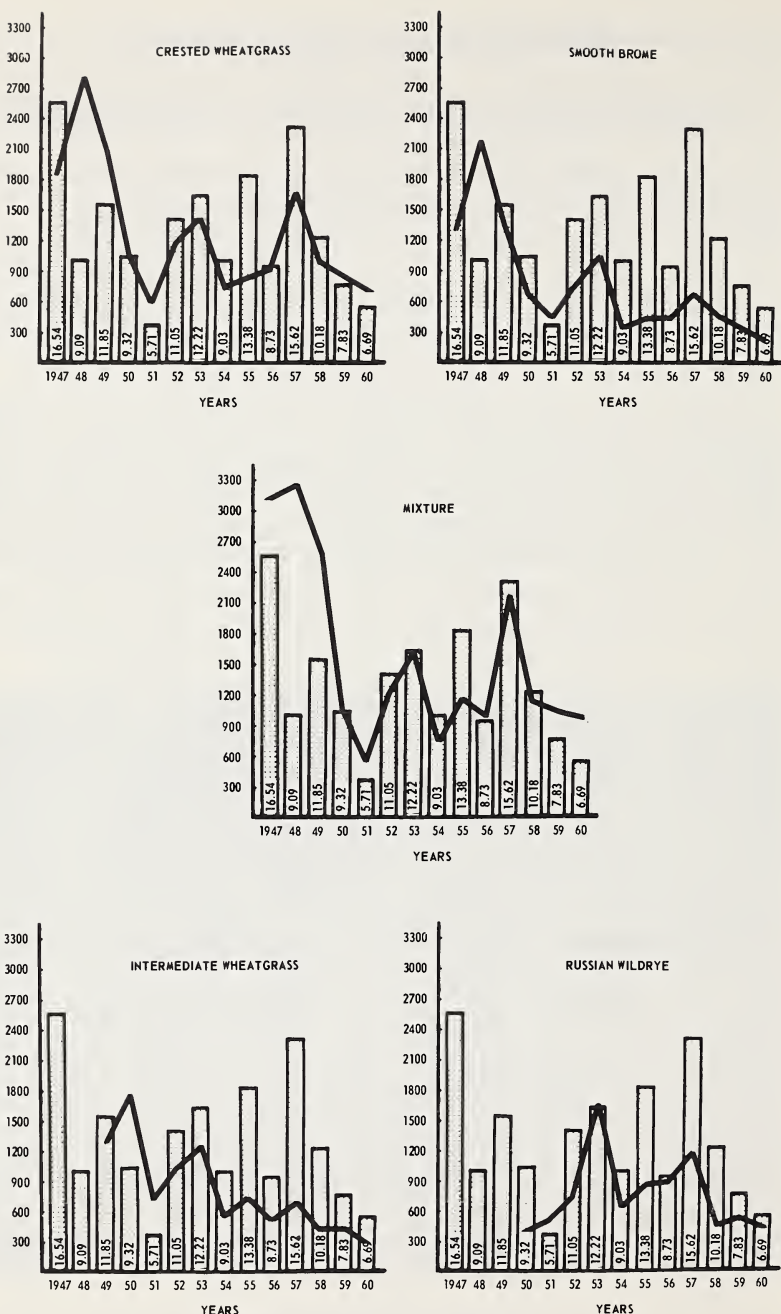 CRESTED WHEATGRASS
3300
3000
2700
2400
2100
1800
1500
1200
900
600
300
16.54 9.09 11.85 9.32 5.71 11.05 12.22 9.03 13.38 8.73 15.62 10.18 7.83 6.69
1947 48 49 50 51 52 53 54 55 56 57 58 59 60
YEARS
SMOOTH BROME
3300
3000
2700
2400
2100
1800
1500
1200
900
600
300
16.54 9.09 11.85 9.32 5.71 11.05 12.22 9.03 13.38 8.73 15.62 10.18 7.83 6.69
1947 48 49 50 51 52 53 54 55 56 57 58 59 60
YEARS
MIXTURE
3300
3000
2700
2400
2100
1800
1500
1200
900
600
300
16.54 9.09 11.85 9.32 5.71 11.05 12.22 9.03 13.38 8.73 15.62 10.18 7.83 6.69
1947 48 49 50 51 52 53 54 55 56 57 58 59 60
YEARS
INTERMEDIATE WHEATGRASS
3300
3000
2700
2400
2100
1800
1500
1200
900
600
300
16.54 9.09 11.85 9.32 5.71 11.05 12.22 9.03 13.38 8.73 15.62 10.18 7.83 6.69
1947 48 49 50 51 52 53 54 55 56 57 58 59 60
YEARS
RUSSIAN WILDRYE
3300
3000
2700
2400
2100
1800
1500
1200
900
600
300
16.54 9.09 11.85 9.32 5.71 11.05 12.22 9.03 13.38 8.73 15.62 10.18 7.83 6.69
1947 48 49 50 51 52 53 54 55 56 57 58 59 60
YEARS